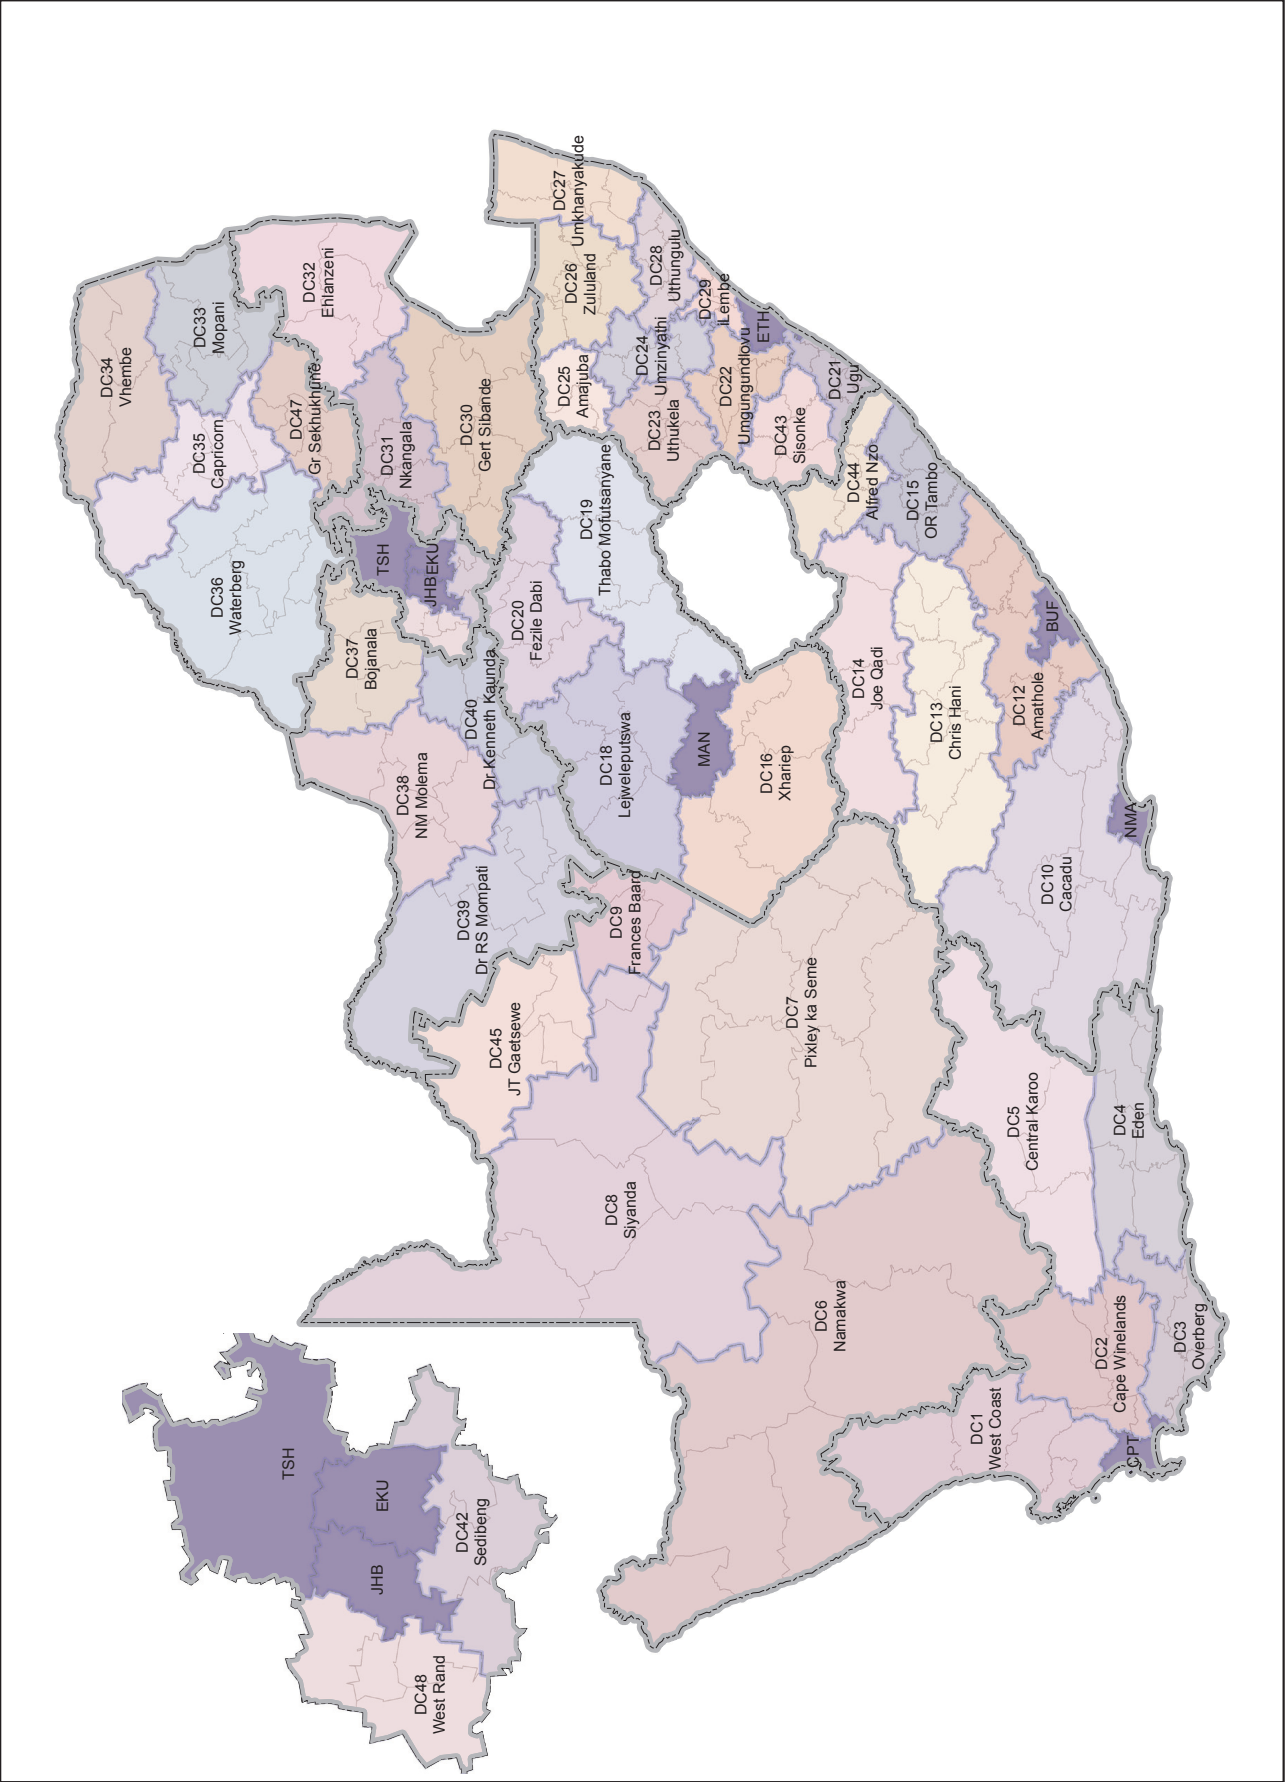 DC34
Vhembe
DC33
Mopani
DC35
Capricorn
DC32
Ehlanzeni
DC47
Gr Sekhukhune
DC36
Waterberg
DC31
Nkangala
TSH
JHB
EKU
DC37
Bojanala
DC30
Gert Sibande
DC38
NM Molema
DC40
Dr Kenneth Kaunda
DC39
Dr RS Mompati
DC27
Umkhanyakude
DC26
Zululand
DC25
Amajuba
DC28
Uthungulu
DC24
Umzinyathi
DC29
iLembe
DC23
Uthukela
DC22
Umgungundlovu
ETH
DC43
Sisonke
DC21
Ugu
DC20
Fezile Dabi
DC19
Thabo Mofutsanyane
DC18
Lejweleputswa
MAN
DC16
Xhariep
DC44
Alfred Nzo
DC15
OR Tambo
DC14
Joe Qadi
DC13
Chris Hani
DC12
Amathole
BUF
DC10
Cacadu
NMA
DC9
Frances Baard
DC45
JT Gaetsewe
DC8
Siyanda
DC7
Pixley ka Seme
DC6
Namakwa
DC5
Central Karoo
DC4
Eden
DC3
Overberg
DC2
Cape Winelands
DC1
West Coast
CPT
TSH
EKU
JHB
DC42
Sedibeng
DC48
West Rand